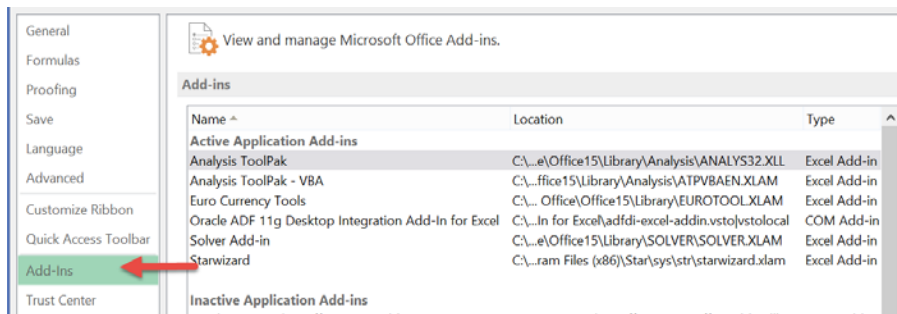 General
Formulas
Proofing
Save
Language
Advanced
Customize Ribbon
Quick Access Toolbar
Add-Ins
Trust Center
View and manage Microsoft Office Add-ins.
Add-ins
Name Location Type
Active Application Add-ins
Analysis ToolPak C:\...e\Office15\Library\Analysis\ANALYS32.XLL Excel Add-in
Analysis ToolPak - VBA C:\...ffice15\Library\Analysis\ATPVBAEN.XLAM Excel Add-in
Euro Currency Tools C:\... Office\Office15\Library\EUROTOOL.XLAM Excel Add-in
Oracle ADF 11g Desktop Integration Add-In for Excel C:\...In for Excel\adfdi-excel-addin.vsto|vstolocal COM Add-in
Solver Add-in C:\...e\Office15\Library\SOLVER\SOLVER.XLAM Excel Add-in
Starwizard C:\...ram Files (x86)\Star\sys\str\starwizard.xlam Excel Add-in
Inactive Application Add-ins